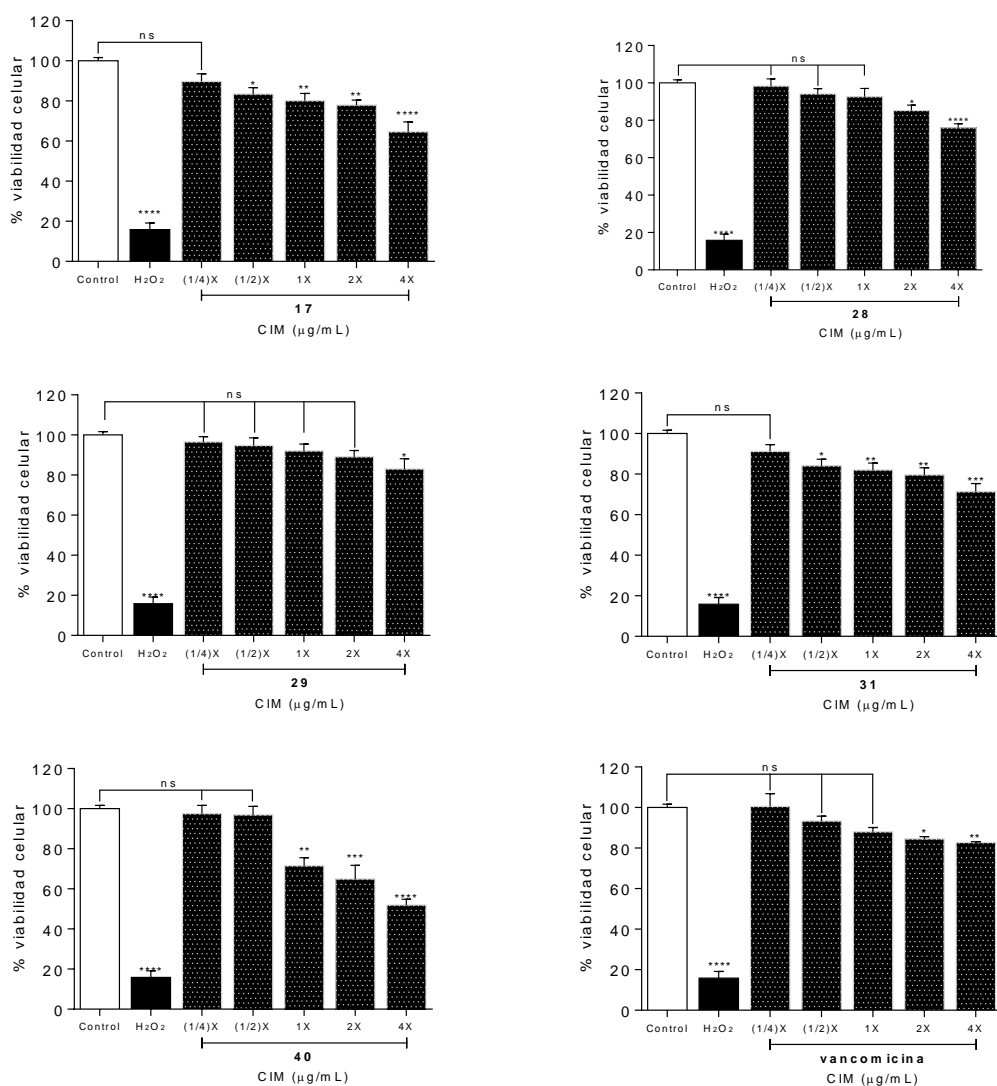 120
100
80
60
40
20
0
% viabilidad celular
ns
****
*
**
**
****
Control H₂O₂ (1/4)X (1/2)X 1X 2X 4X
17
CIM (μg/mL)
120
100
80
60
40
20
0
% viabilidad celular
ns
****
*
****
Control H₂O₂ (1/4)X (1/2)X 1X 2X 4X
28
CIM (μg/mL)
120
100
80
60
40
20
0
% viabilidad celular
ns
****
*
Control H₂O₂ (1/4)X (1/2)X 1X 2X 4X
29
CIM (μg/mL)
120
100
80
60
40
20
0
% viabilidad celular
ns
****
*
**
**
***
Control H₂O₂ (1/4)X (1/2)X 1X 2X 4X
31
CIM (μg/mL)
120
100
80
60
40
20
0
% viabilidad celular
ns
****
**
***
****
Control H₂O₂ (1/4)X (1/2)X 1X 2X 4X
40
CIM (μg/mL)
120
100
80
60
40
20
0
% viabilidad celular
ns
****
*
**
Control H₂O₂ (1/4)X (1/2)X 1X 2X 4X
vancomicina
CIM (μg/mL)